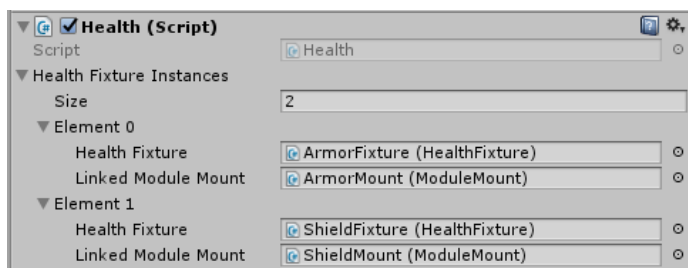 Health (Script)
Script Health
Health Fixture Instances
Size 2
Element 0
Health Fixture ArmorFixture (HealthFixture)
Linked Module Mount ArmorMount (ModuleMount)
Element 1
Health Fixture ShieldFixture (HealthFixture)
Linked Module Mount ShieldMount (ModuleMount)